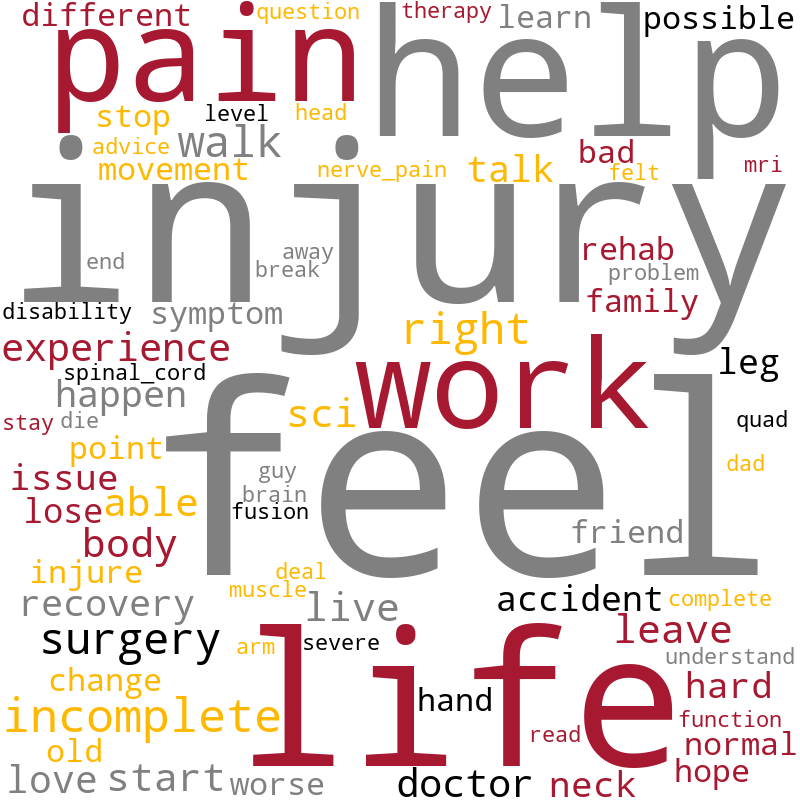 different
question
therapy
learn
possible
pain
help
stop
level
head
advice
walk
movement
nerve_pain
talk
bad
felt
mri
injury
end
away
break
rehab
problem
family
disability
symptom
right
experience
work
leg
spinal_cord
happen
feel
sci
stay
die
quad
point
dad
issue
guy
brain
able
lose
fusion
body
friend
injure
deal
muscle
recovery
live
accident
complete
surgery
arm
severe
life
leave
understand
change
hand
hard
incomplete
function
read
old
normal
love
start
worse
doctor
neck
hope